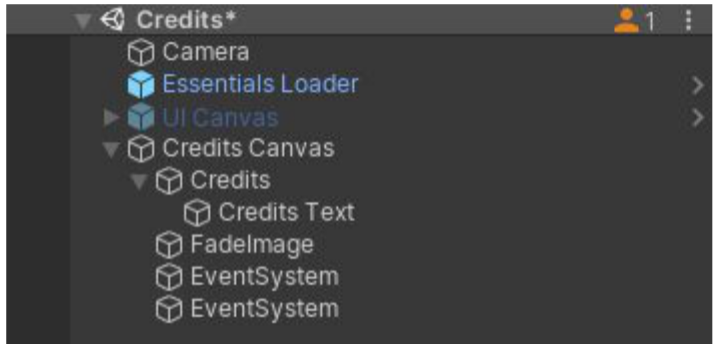 Credits*
1
Camera
Essentials Loader
UI Canvas
Credits Canvas
Credits
Credits Text
FadeImage
EventSystem
EventSystem